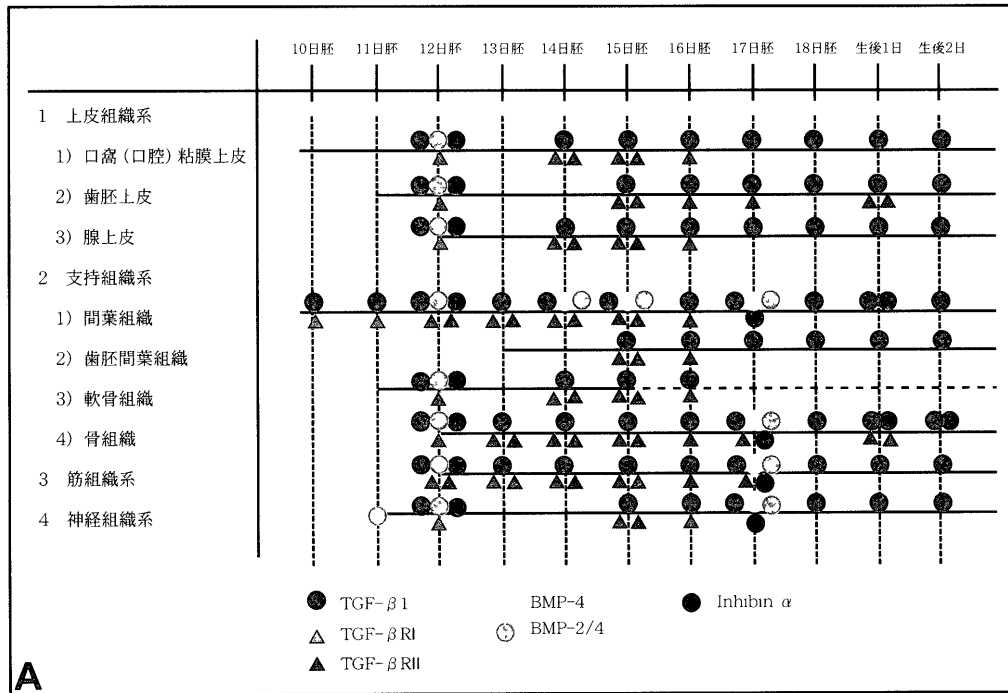 10日胚 11日胚 12日胚 13日胚 14日胚 15日胚 16日胚 17日胚 18日胚 生後1日 生後2日
1 上皮組織系
1) 口窩(口腔)粘膜上皮
2) 歯胚上皮
3) 腺上皮
2 支持組織系
1) 間葉組織
2) 歯胚間葉組織
3) 軟骨組織
4) 骨組織
3 筋組織系
4 神経組織系
TGF-β1 BMP-4 Inhibin α
TGF-βRI BMP-2/4
TGF-βRII
A